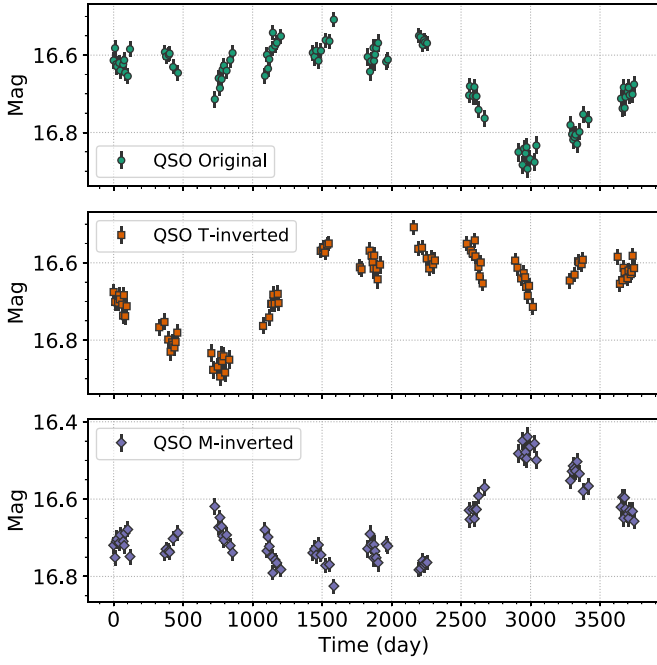 Mag
16.6
16.8
QSO Original
Mag
16.6
16.8
QSO T-inverted
Mag
16.4
16.6
16.8
QSO M-inverted
0 500 1000 1500 2000 2500 3000 3500
Time (day)